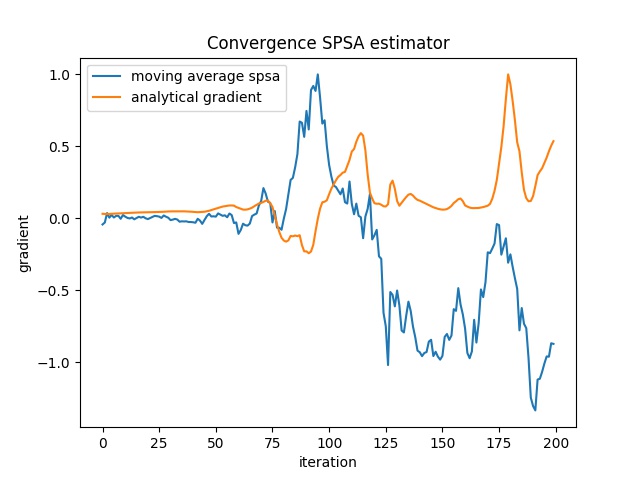 Convergence SPSA estimator
moving average spsa
analytical gradient
gradient
1.0
0.5
0.0
−0.5
−1.0
0
25
50
75
100
125
150
175
200
iteration